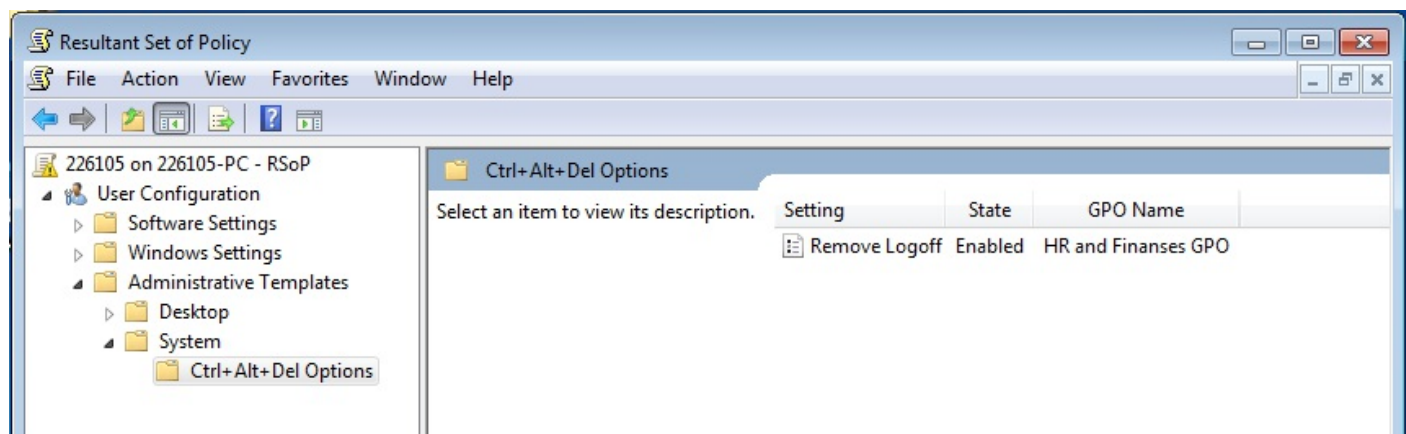 Resultant Set of Policy
File Action View Favorites Window Help
226105 on 226105-PC - RSoP
User Configuration
Software Settings
Windows Settings
Administrative Templates
Desktop
System
Ctrl+Alt+Del Options
Ctrl+Alt+Del Options
Select an item to view its description.
Setting State GPO Name
Remove Logoff Enabled HR and Finanses GPO